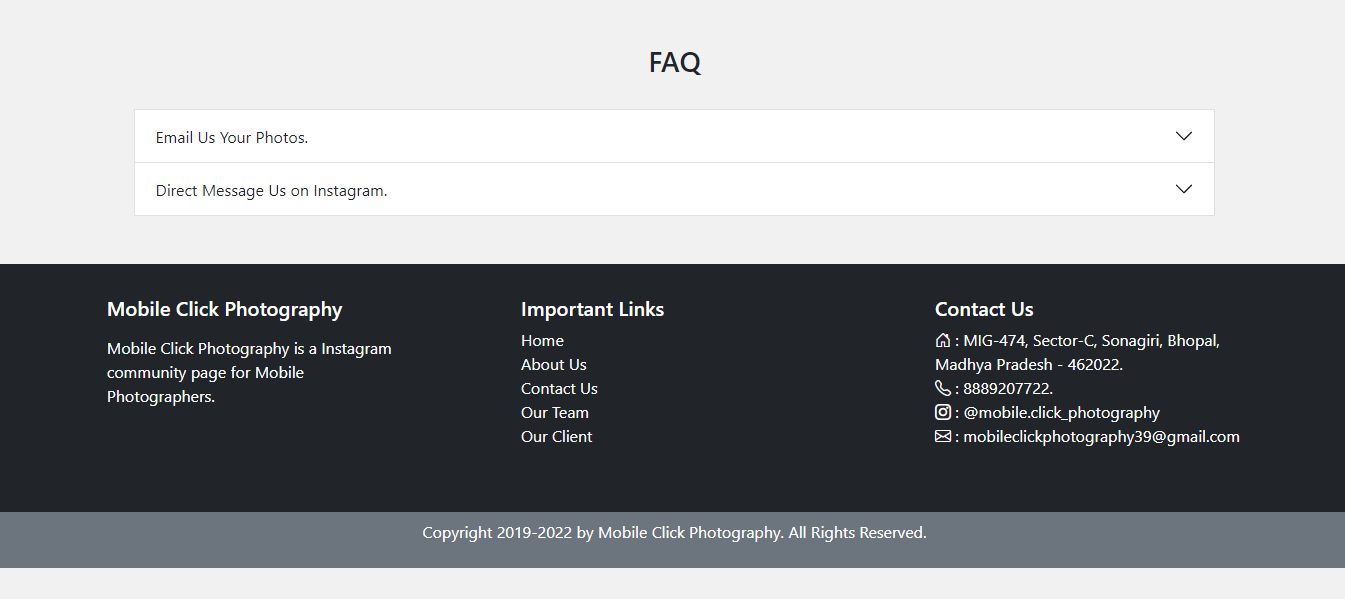 FAQ
Email Us Your Photos.
Direct Message Us on Instagram.
Mobile Click Photography
Mobile Click Photography is a Instagram
community page for Mobile
Photographers.
Important Links
Home
About Us
Contact Us
Our Team
Our Client
Contact Us
: MIG-474, Sector-C, Sonagiri, Bhopal,
Madhya Pradesh - 462022.
: 8889207722.
: @mobile.click_photography
: mobileclickphotography39@gmail.com
Copyright 2019-2022 by Mobile Click Photography. All Rights Reserved.